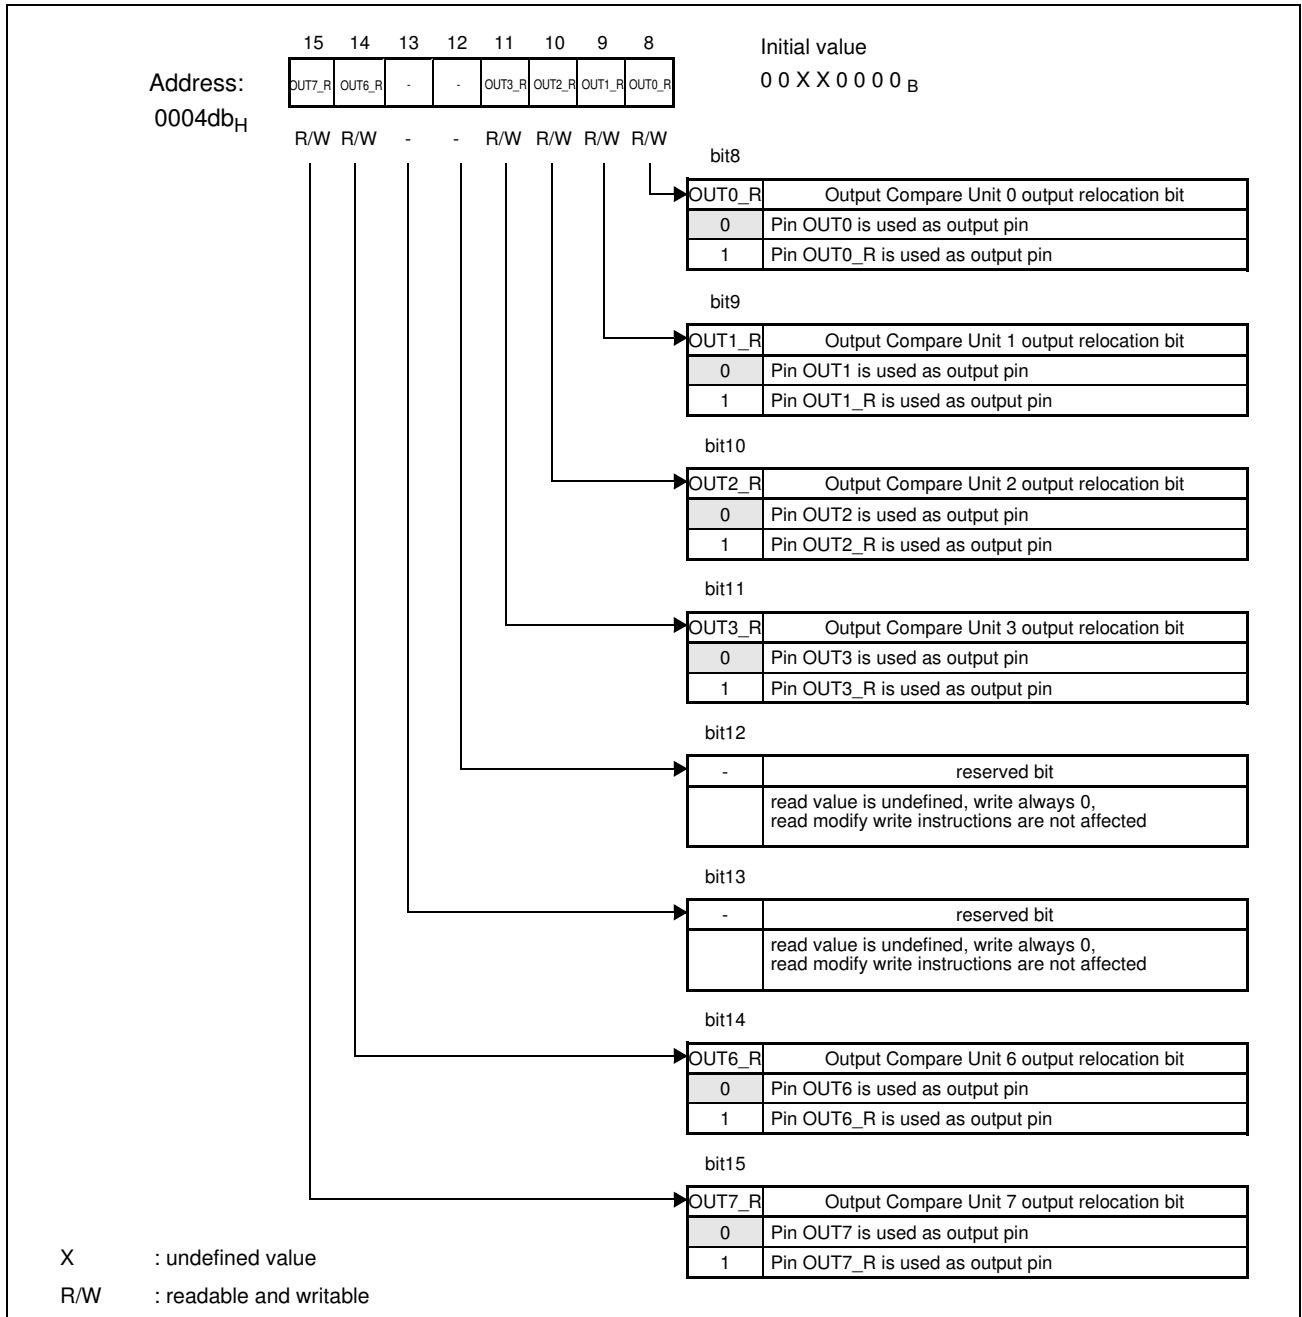 15 14 13 12 11 10 9 8
Initial value
Address:
OUT7_R OUT6_R - - OUT3_R OUT2_R OUT1_R OUT0_R
0 0 X X 0 0 0 0 B
0004dbH
R/W R/W - - R/W R/W R/W R/W
bit8
OUT0_R Output Compare Unit 0 output relocation bit
0 Pin OUT0 is used as output pin
1 Pin OUT0_R is used as output pin
bit9
OUT1_R Output Compare Unit 1 output relocation bit
0 Pin OUT1 is used as output pin
1 Pin OUT1_R is used as output pin
bit10
OUT2_R Output Compare Unit 2 output relocation bit
0 Pin OUT2 is used as output pin
1 Pin OUT2_R is used as output pin
bit11
OUT3_R Output Compare Unit 3 output relocation bit
0 Pin OUT3 is used as output pin
1 Pin OUT3_R is used as output pin
bit12
- reserved bit
read value is undefined, write always 0,
read modify write instructions are not affected
bit13
- reserved bit
read value is undefined, write always 0,
read modify write instructions are not affected
bit14
OUT6_R Output Compare Unit 6 output relocation bit
0 Pin OUT6 is used as output pin
1 Pin OUT6_R is used as output pin
bit15
OUT7_R Output Compare Unit 7 output relocation bit
0 Pin OUT7 is used as output pin
1 Pin OUT7_R is used as output pin
X : undefined value
R/W : readable and writable